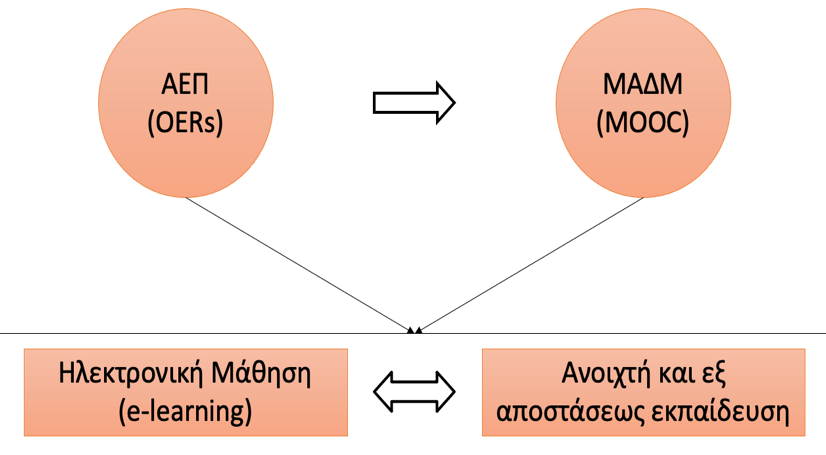 ΑΕΠ
(OERs)
ΜΑΔΜ
(MOOC)
Ηλεκτρονική Μάθηση
(e-learning)
Ανοιχτή και εξ
αποστάσεως εκπαίδευση